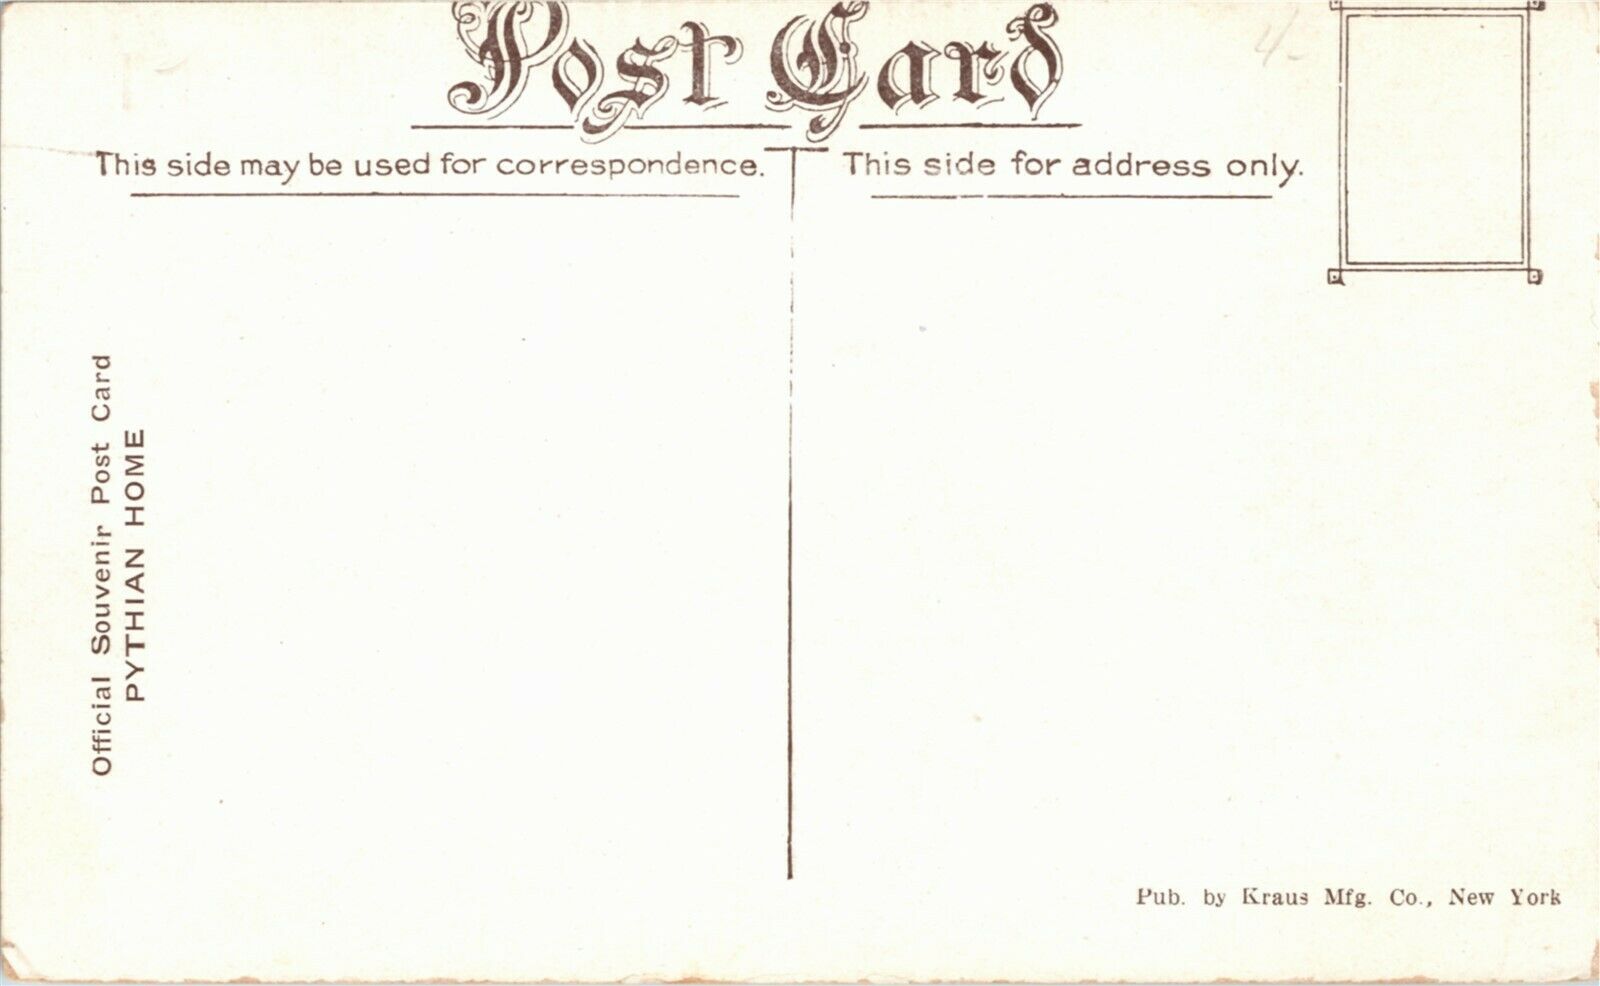 Post Card
This side may be used for correspondence.
This side for address only.
4-
Official Souvenir Post Card
PYTHIAN HOME
Pub. by Kraus Mfg. Co., New York